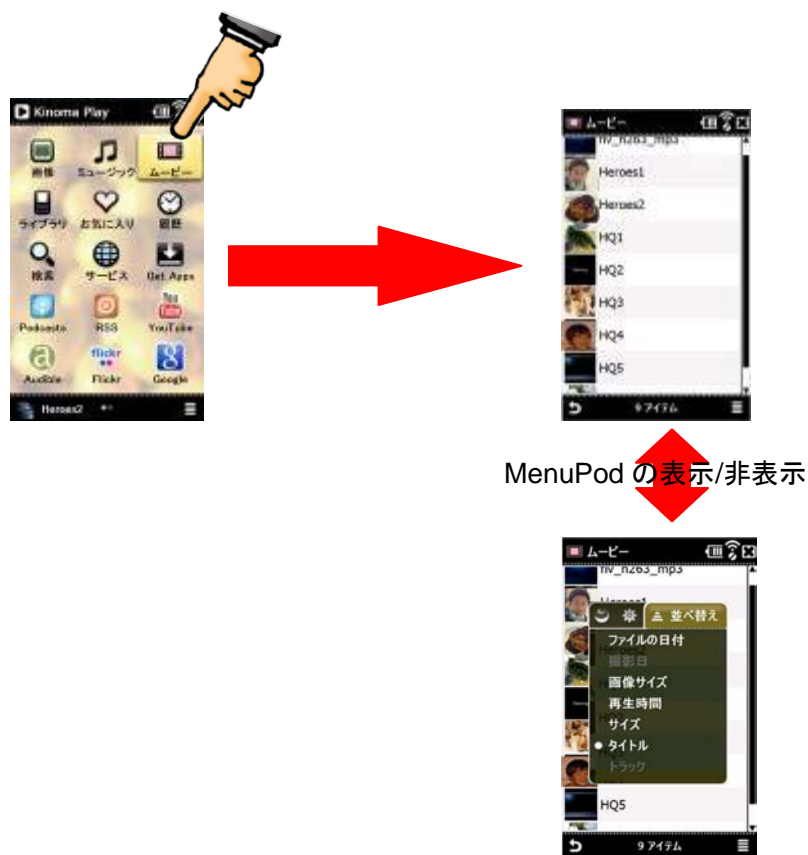 Kinoma Play
画像 ミュージック ムービー
ライブラリ お気に入り 履歴
検索 サービス Get Apps
Podcasts RSS YouTube
Audible Flickr Google
Heroes2
ムービー
nv_h263_mp3
Heroes1
Heroes2
HQ1
HQ2
HQ3
HQ4
HQ5
9 アイテム
MenuPod の表示/非表示
ムービー
nv_h263_mp3
Heroes1
並べ替え
ファイルの日付
撮影日
画像サイズ
再生時間
サイズ
タイトル
トラック
HQ5
9 アイテム